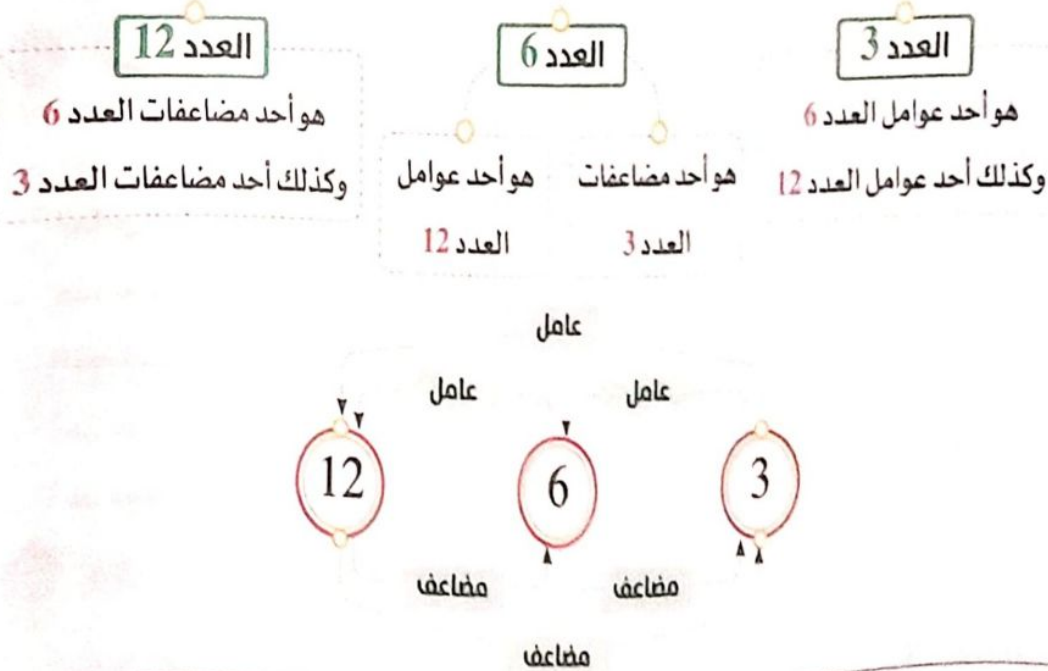 العدد 3
هو أحد عوامل العدد 6
وكذلك أحد عوامل العدد 12
العدد 6
هو أحد مضاعفات
العدد 3
هو أحد عوامل
العدد 12
العدد 12
هو أحد مضاعفات العدد 6
وكذلك أحد مضاعفات العدد 3
عامل
عامل
عامل
3
6
12
مضاعف
مضاعف
مضاعف